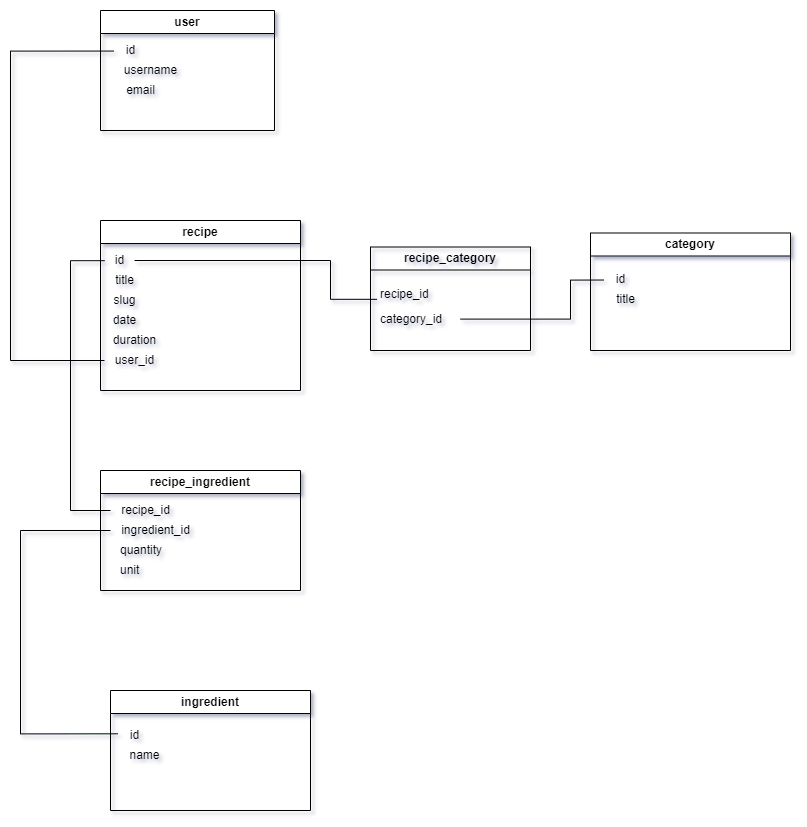 user
id
username
email
recipe
id
title
slug
date
duration
user_id
recipe_category
recipe_id
category_id
category
id
title
recipe_ingredient
recipe_id
ingredient_id
quantity
unit
ingredient
id
name